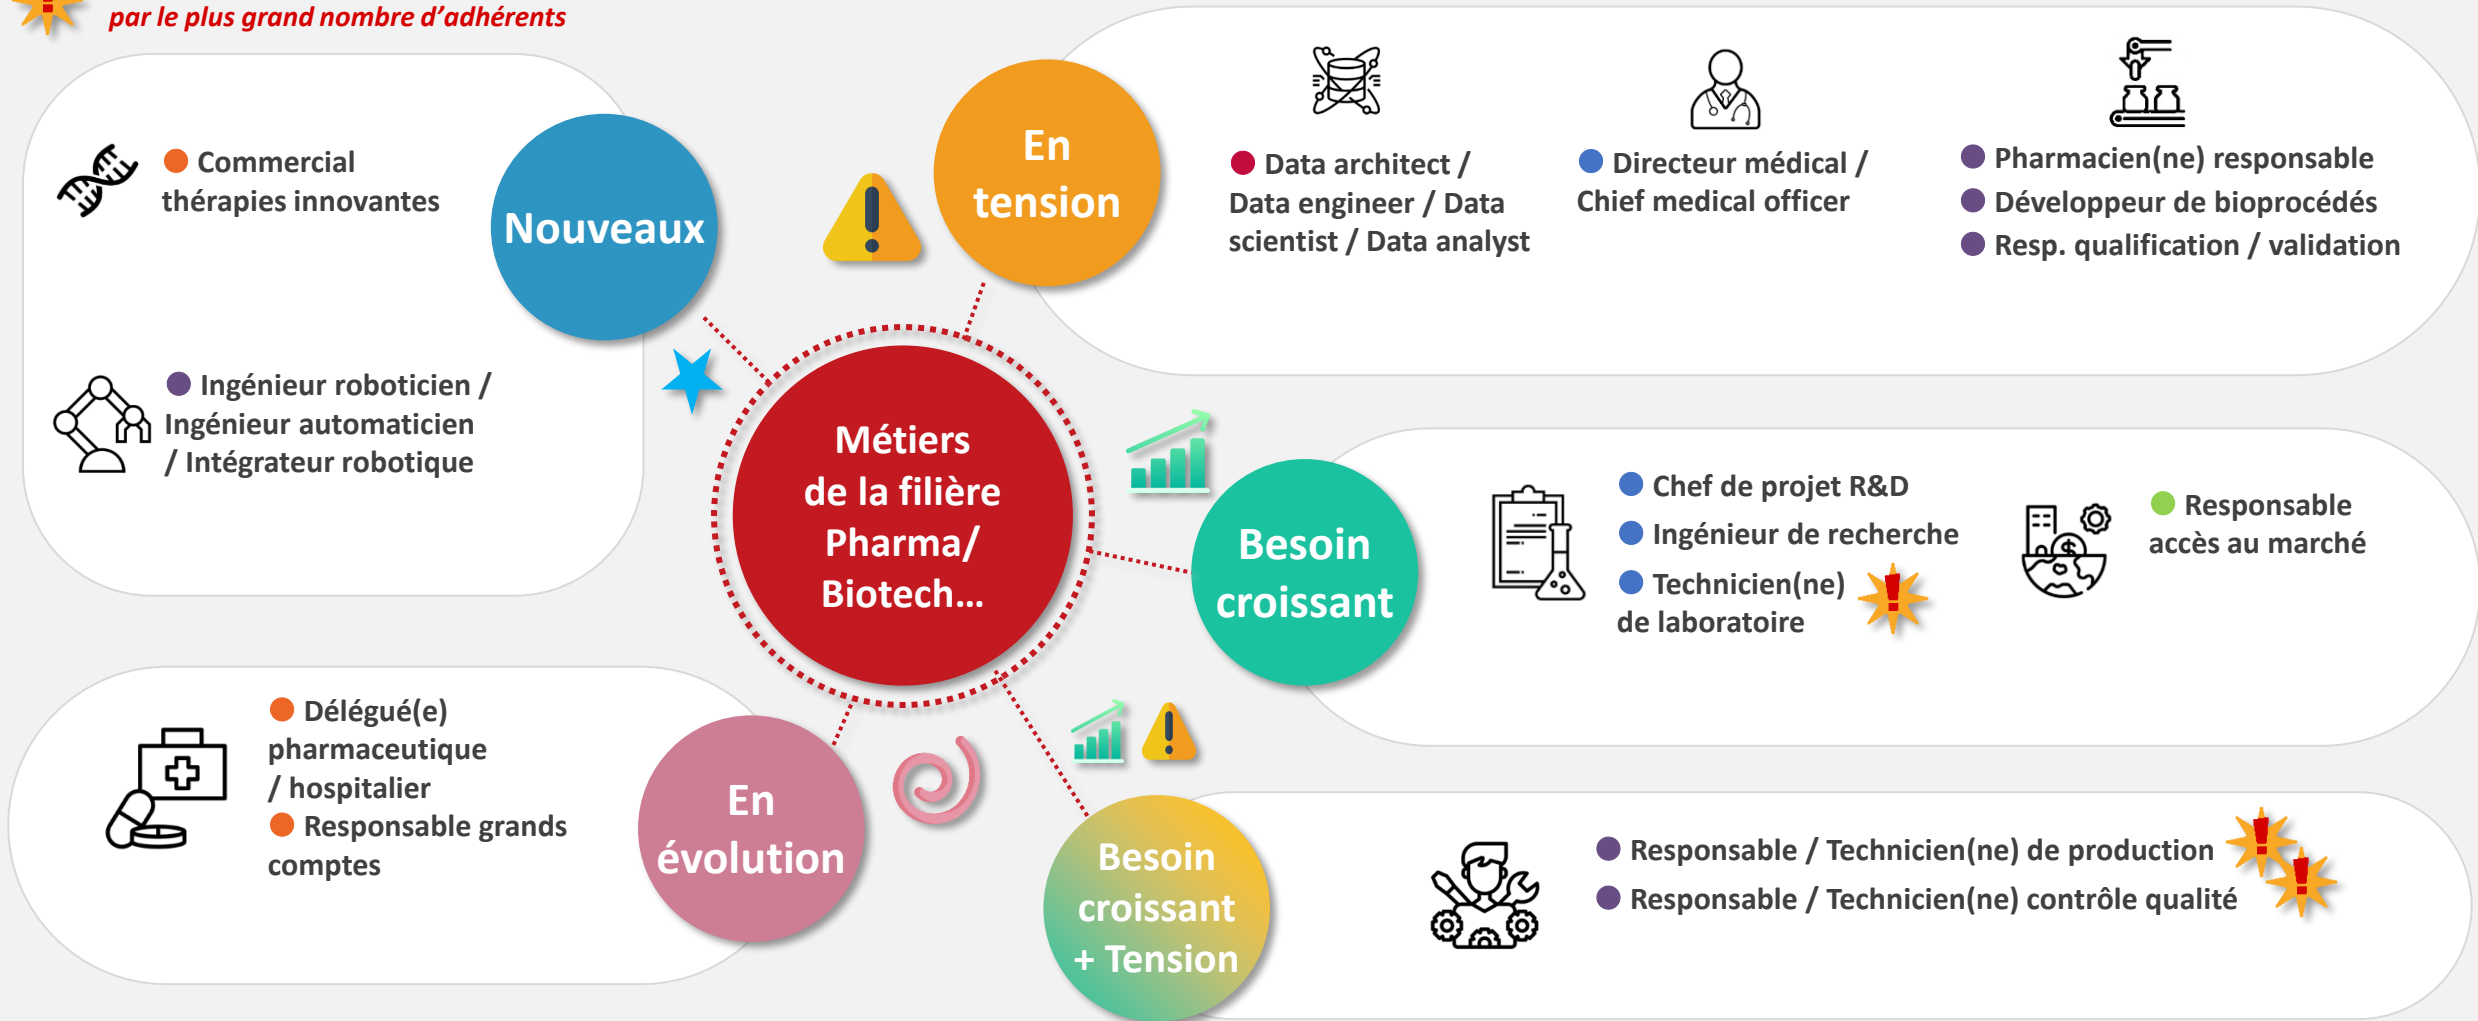 par le plus grand nombre d’adhérents
Nouveaux
Commercial
thérapies innovantes
Ingénieur roboticien /
Ingénieur automaticien
/ Intégrateur robotique
En
tension
Data architect /
Data engineer / Data
scientist / Data analyst
Directeur médical /
Chief medical officer
Pharmacien(ne) responsable
Développeur de bioprocédés
Resp. qualification / validation
Métiers
de la filière
Pharma/
Biotech…
Besoin
croissant
Chef de projet R&D
Ingénieur de recherche
Technicien(ne)
de laboratoire
Responsable
accès au marché
En
évolution
Délégué(e)
pharmaceutique
/ hospitalier
Responsable grands
comptes
Besoin
croissant
+ Tension
Responsable / Technicien(ne) de production
Responsable / Technicien(ne) contrôle qualité